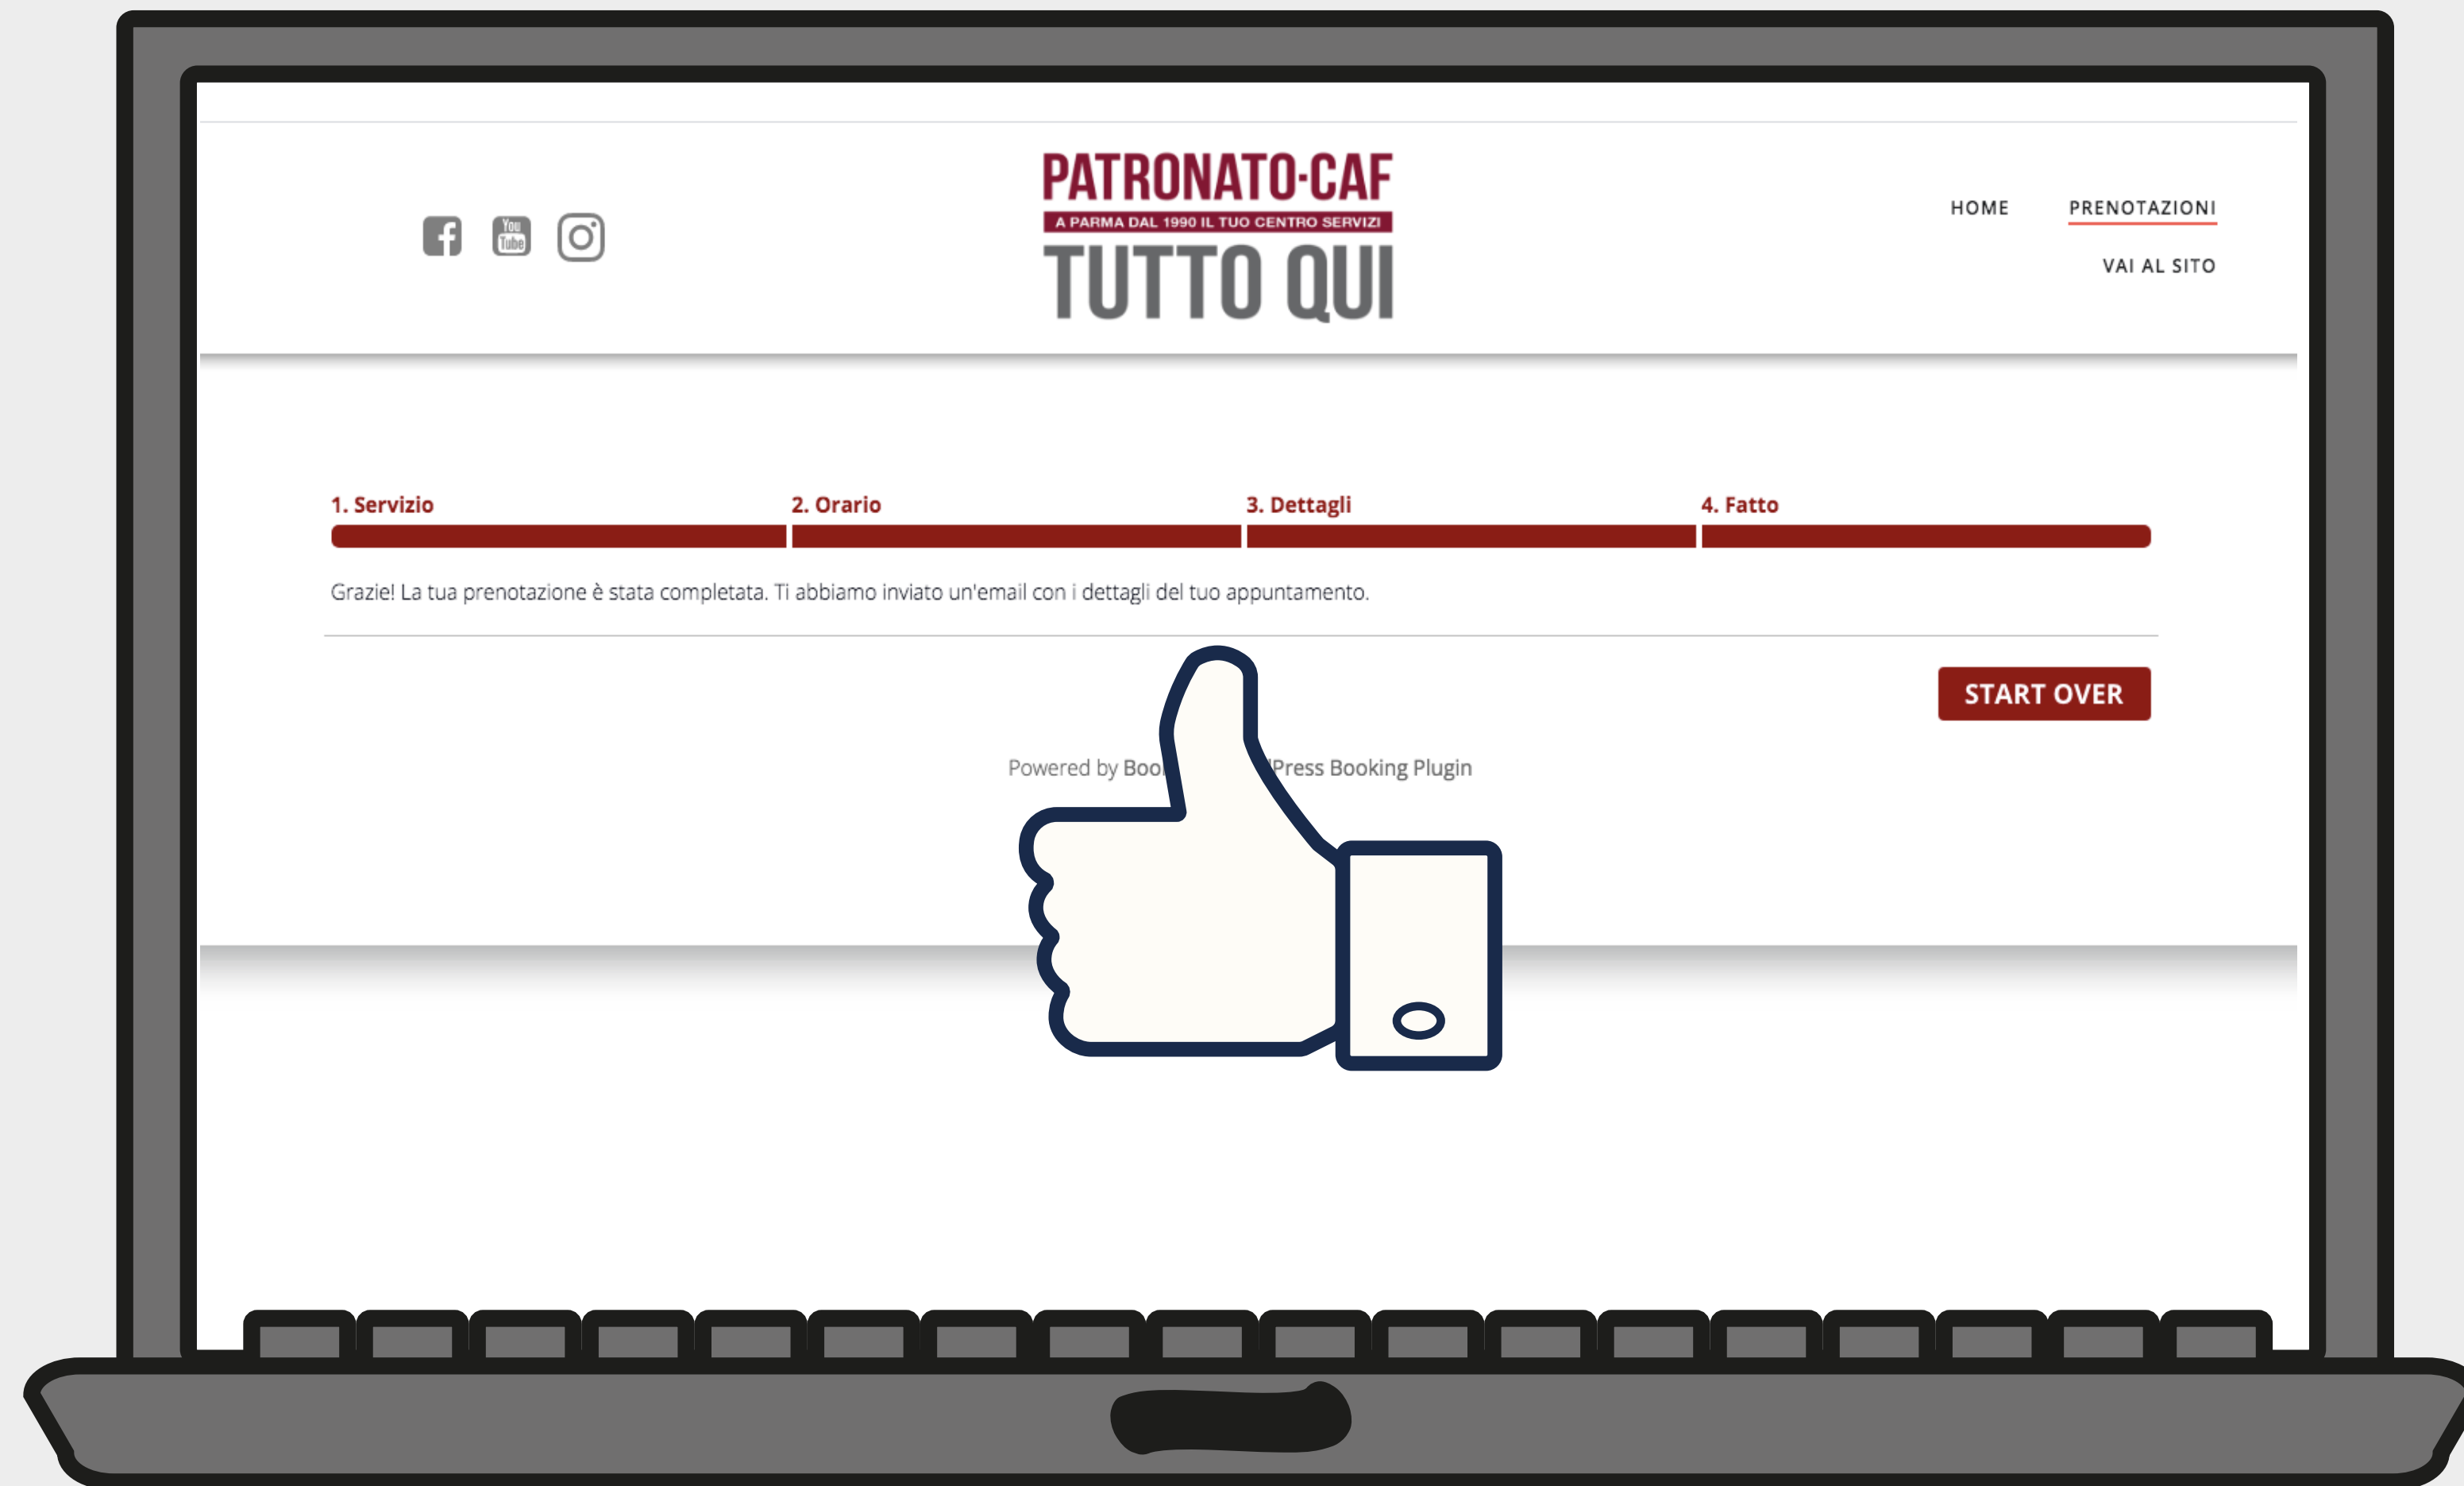 You
Tube
PATRONATO·CAF
A PARMA DAL 1990 IL TUO CENTRO SERVIZI
TUTTO QUI
HOME PRENOTAZIONI
VAI AL SITO
1. Servizio 2. Orario 3. Dettagli 4. Fatto
Grazie! La tua prenotazione è stata completata. Ti abbiamo inviato un'email con i dettagli del tuo appuntamento.
START OVER
Powered by Press Booking Plugin